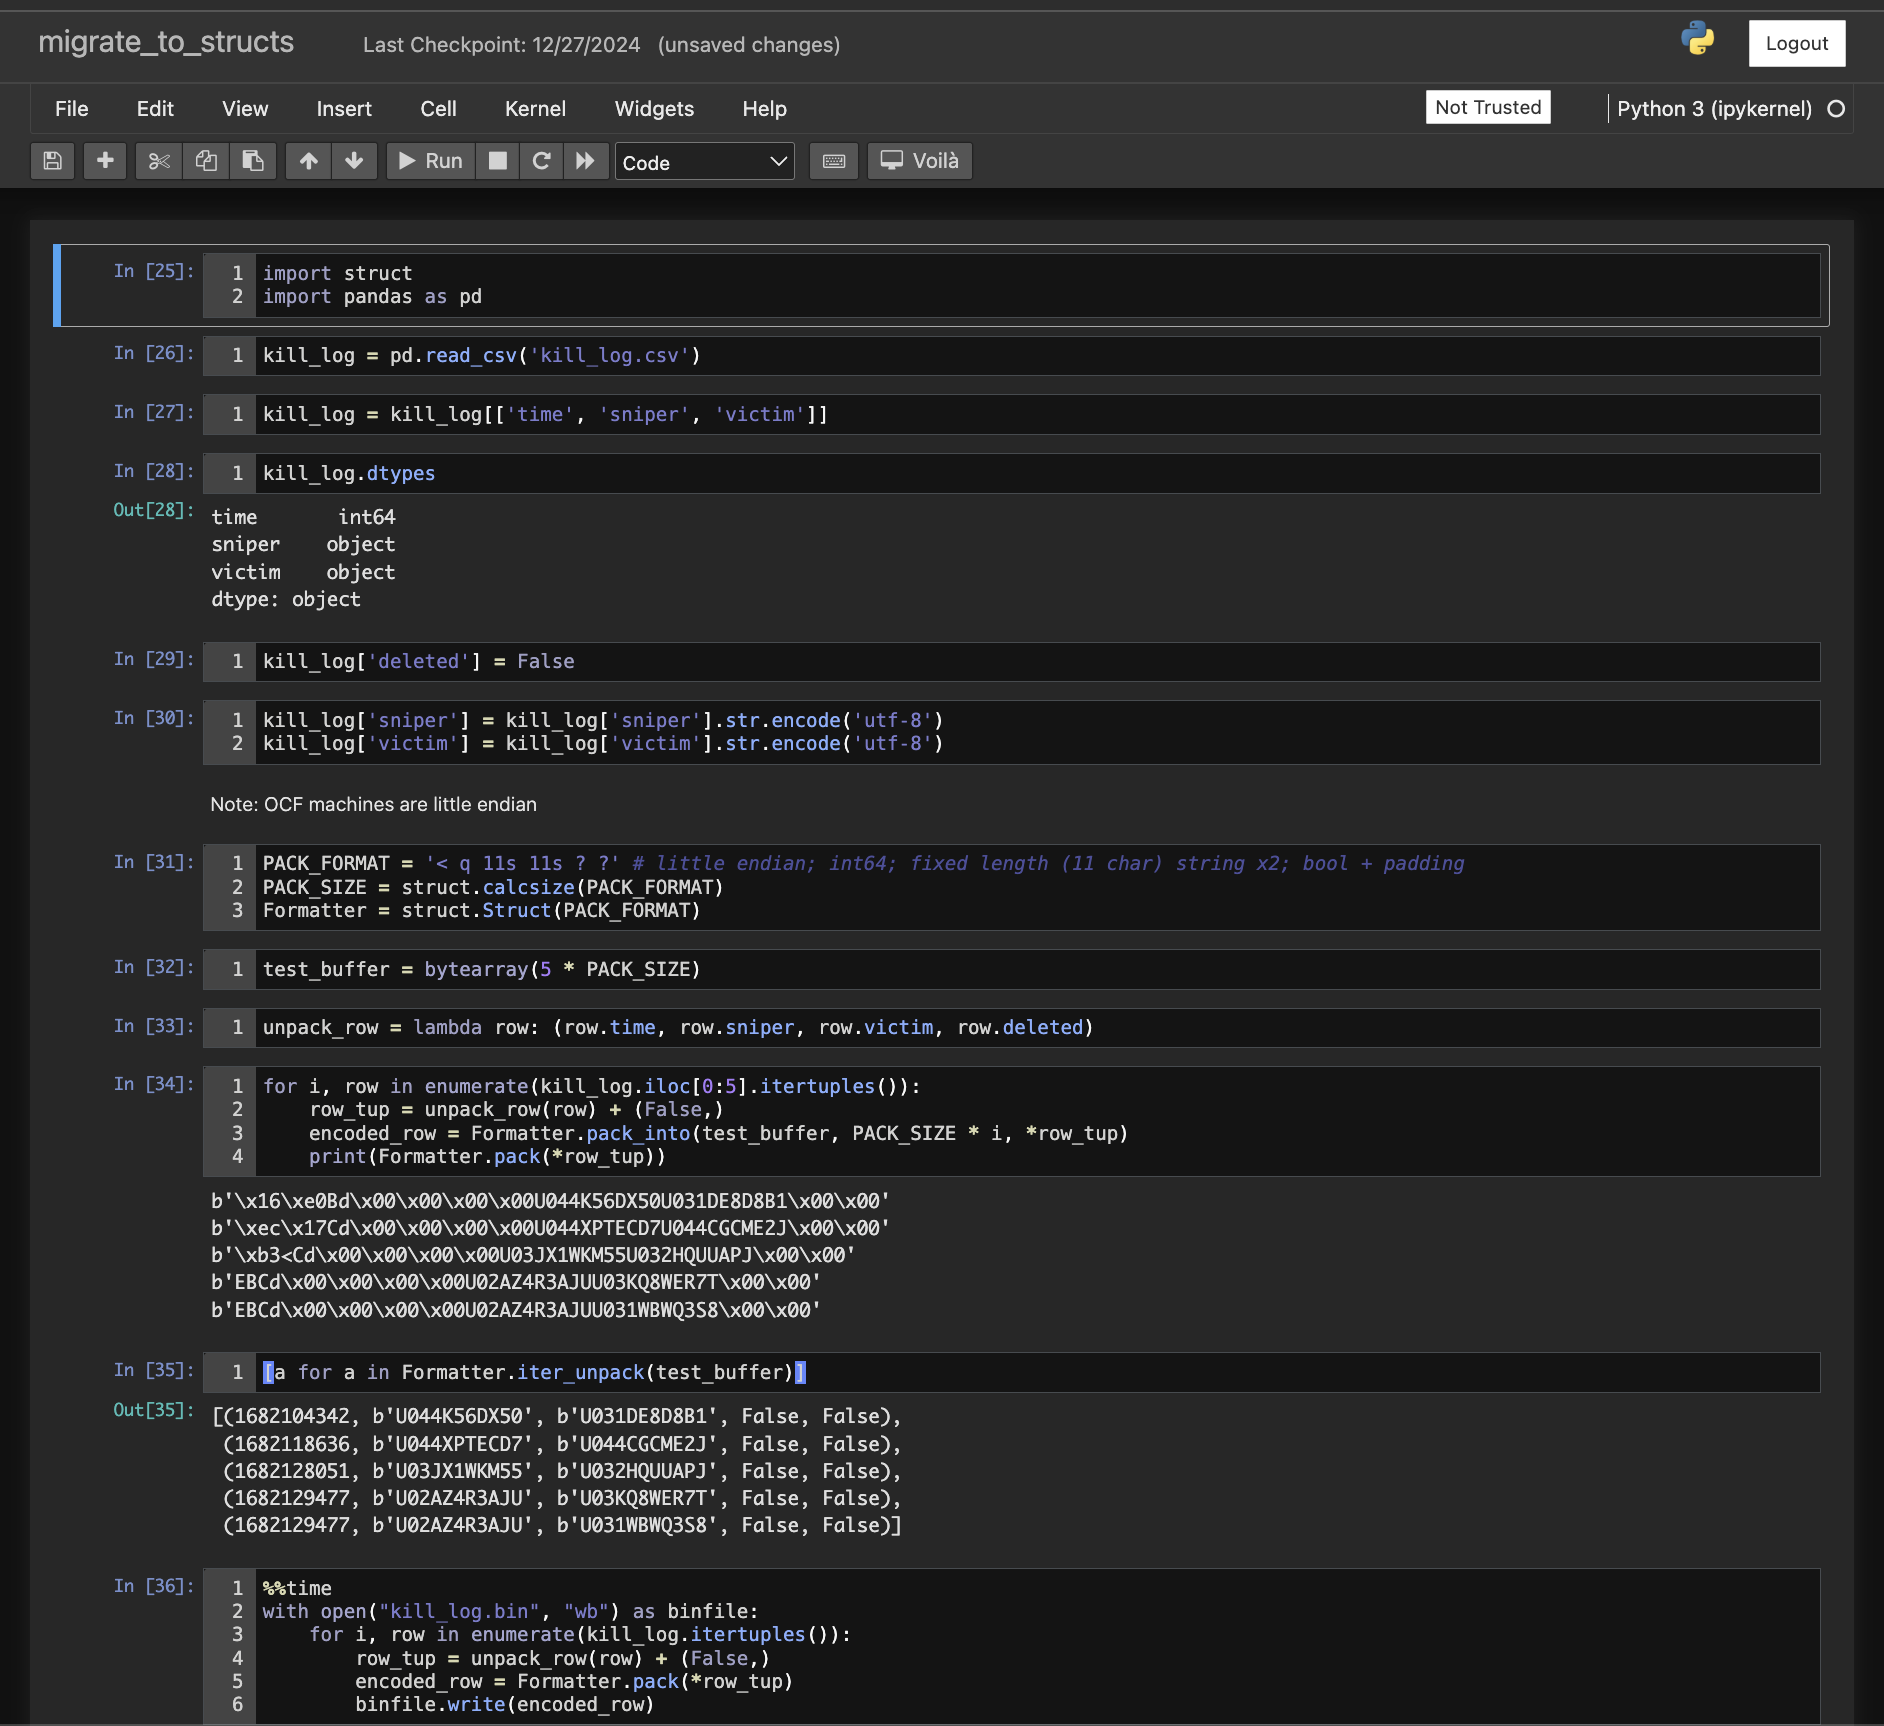 migrate_to_structs Last Checkpoint: 12/27/2024 (unsaved changes) Logout
File Edit View Insert Cell Kernel Widgets Help Not Trusted Python 3 (ipykernel)
Run Code Voilà
In [25]: 1 import struct
2 import pandas as pd
In [26]: 1 kill_log = pd.read_csv('kill_log.csv')
In [27]: 1 kill_log = kill_log[['time', 'sniper', 'victim']]
In [28]: 1 kill_log.dtypes
Out[28]: time       int64
sniper    object
victim    object
dtype: object
In [29]: 1 kill_log['deleted'] = False
In [30]: 1 kill_log['sniper'] = kill_log['sniper'].str.encode('utf-8')
2 kill_log['victim'] = kill_log['victim'].str.encode('utf-8')
Note: OCF machines are little endian
In [31]: 1 PACK_FORMAT = '< q 11s 11s ? ?' # little endian; int64; fixed length (11 char) string x2; bool + padding
2 PACK_SIZE = struct.calcsize(PACK_FORMAT)
3 Formatter = struct.Struct(PACK_FORMAT)
In [32]: 1 test_buffer = bytearray(5 * PACK_SIZE)
In [33]: 1 unpack_row = lambda row: (row.time, row.sniper, row.victim, row.deleted)
In [34]: 1 for i, row in enumerate(kill_log.iloc[0:5].itertuples()):
2     row_tup = unpack_row(row) + (False,)
3     encoded_row = Formatter.pack_into(test_buffer, PACK_SIZE * i, *row_tup)
4     print(Formatter.pack(*row_tup))
b'\x16\xe0Bd\x00\x00\x00\x00U044K56DX50U031DE8D8B1\x00\x00'
b'\xec\x17Cd\x00\x00\x00\x00U044XPTECD7U044CGCME2J\x00\x00'
b'\xb3<Cd\x00\x00\x00\x00U03JX1WKM55U032HQUUAPJ\x00\x00'
b'EBCd\x00\x00\x00\x00U02AZ4R3AJUU03KQ8WER7T\x00\x00'
b'EBCd\x00\x00\x00\x00U02AZ4R3AJUU031WBWQ3S8\x00\x00'
In [35]: 1 [a for a in Formatter.iter_unpack(test_buffer)]
Out[35]: [(1682104342, b'U044K56DX50', b'U031DE8D8B1', False, False),
(1682118636, b'U044XPTECD7', b'U044CGCME2J', False, False),
(1682128051, b'U03JX1WKM55', b'U032HQUUAPJ', False, False),
(1682129477, b'U02AZ4R3AJU', b'U03KQ8WER7T', False, False),
(1682129477, b'U02AZ4R3AJU', b'U031WBWQ3S8', False, False)]
In [36]: 1 %%time
2 with open("kill_log.bin", "wb") as binfile:
3     for i, row in enumerate(kill_log.itertuples()):
4         row_tup = unpack_row(row) + (False,)
5         encoded_row = Formatter.pack(*row_tup)
6         binfile.write(encoded_row)